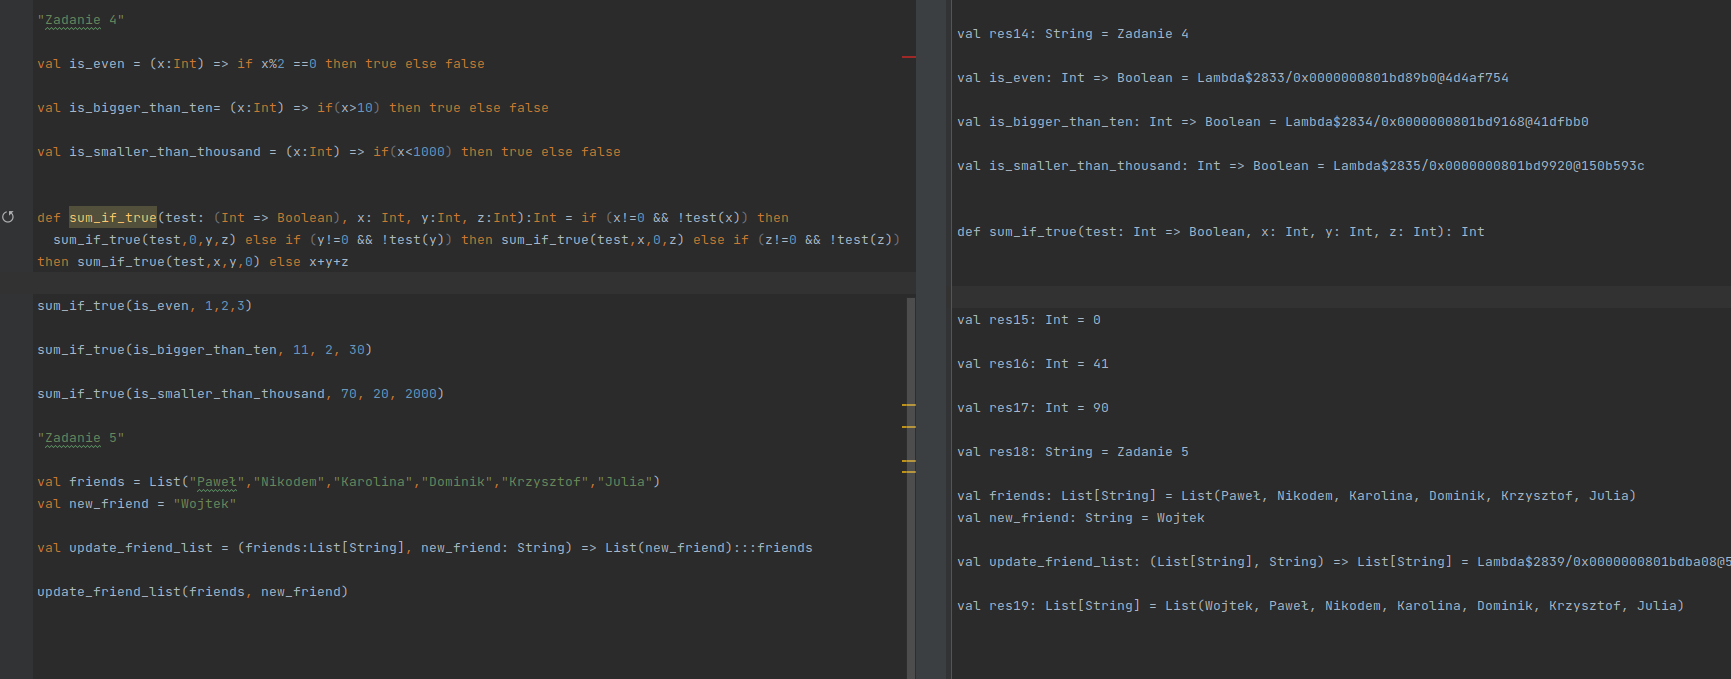 "Zadanie 4"
val is_even = (x:Int) => if x%2 ==0 then true else false
val is_bigger_than_ten= (x:Int) => if(x>10) then true else false
val is_smaller_than_thousand = (x:Int) => if(x<1000) then true else false
def sum_if_true(test: (Int => Boolean), x: Int, y:Int, z:Int):Int = if (x!=0 && !test(x)) then
sum_if_true(test,0,y,z) else if (y!=0 && !test(y)) then sum_if_true(test,x,0,z) else if (z!=0 && !test(z))
then sum_if_true(test,x,y,0) else x+y+z
sum_if_true(is_even, 1,2,3)
sum_if_true(is_bigger_than_ten, 11, 2, 30)
sum_if_true(is_smaller_than_thousand, 70, 20, 2000)
"Zadanie 5"
val friends = List("Paweł","Nikodem","Karolina","Dominik","Krzysztof","Julia")
val new_friend = "Wojtek"
val update_friend_list = (friends:List[String], new_friend: String) => List(new_friend):::friends
update_friend_list(friends, new_friend)
val res14: String = Zadanie 4
val is_even: Int => Boolean = Lambda$2833/0x0000000801bd89b0@4d4af754
val is_bigger_than_ten: Int => Boolean = Lambda$2834/0x0000000801bd9168@41dfbb0
val is_smaller_than_thousand: Int => Boolean = Lambda$2835/0x0000000801bd9920@150b593c
def sum_if_true(test: Int => Boolean, x: Int, y: Int, z: Int): Int
val res15: Int = 0
val res16: Int = 41
val res17: Int = 90
val res18: String = Zadanie 5
val friends: List[String] = List(Paweł, Nikodem, Karolina, Dominik, Krzysztof, Julia)
val new_friend: String = Wojtek
val update_friend_list: (List[String], String) => List[String] = Lambda$2839/0x0000000801bdba08@5
val res19: List[String] = List(Wojtek, Paweł, Nikodem, Karolina, Dominik, Krzysztof, Julia)